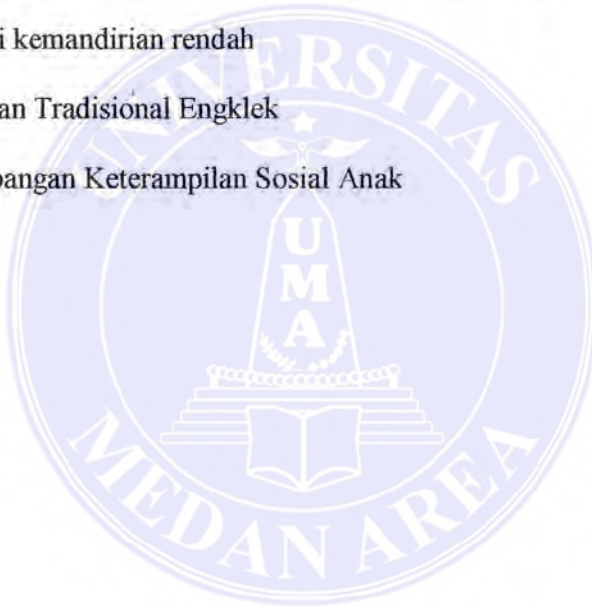 i kemandirian rendah
an Tradisional Engklek
bangan Keterampilan Sosial Anak
UNIVERSITAS
UMA
MEDAN AREA